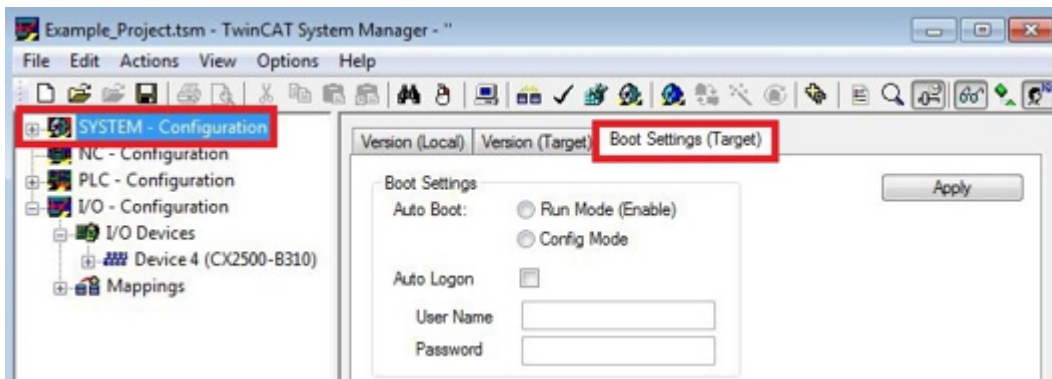 Example_Project.tsm - TwinCAT System Manager - ''
File Edit Actions View Options Help
SYSTEM - Configuration
NC - Configuration
PLC - Configuration
I/O - Configuration
I/O Devices
Device 4 (CX2500-B310)
Mappings
Version (Local) Version (Target) Boot Settings (Target)
Boot Settings
Apply
Auto Boot: Run Mode (Enable)
Config Mode
Auto Logon
User Name
Password